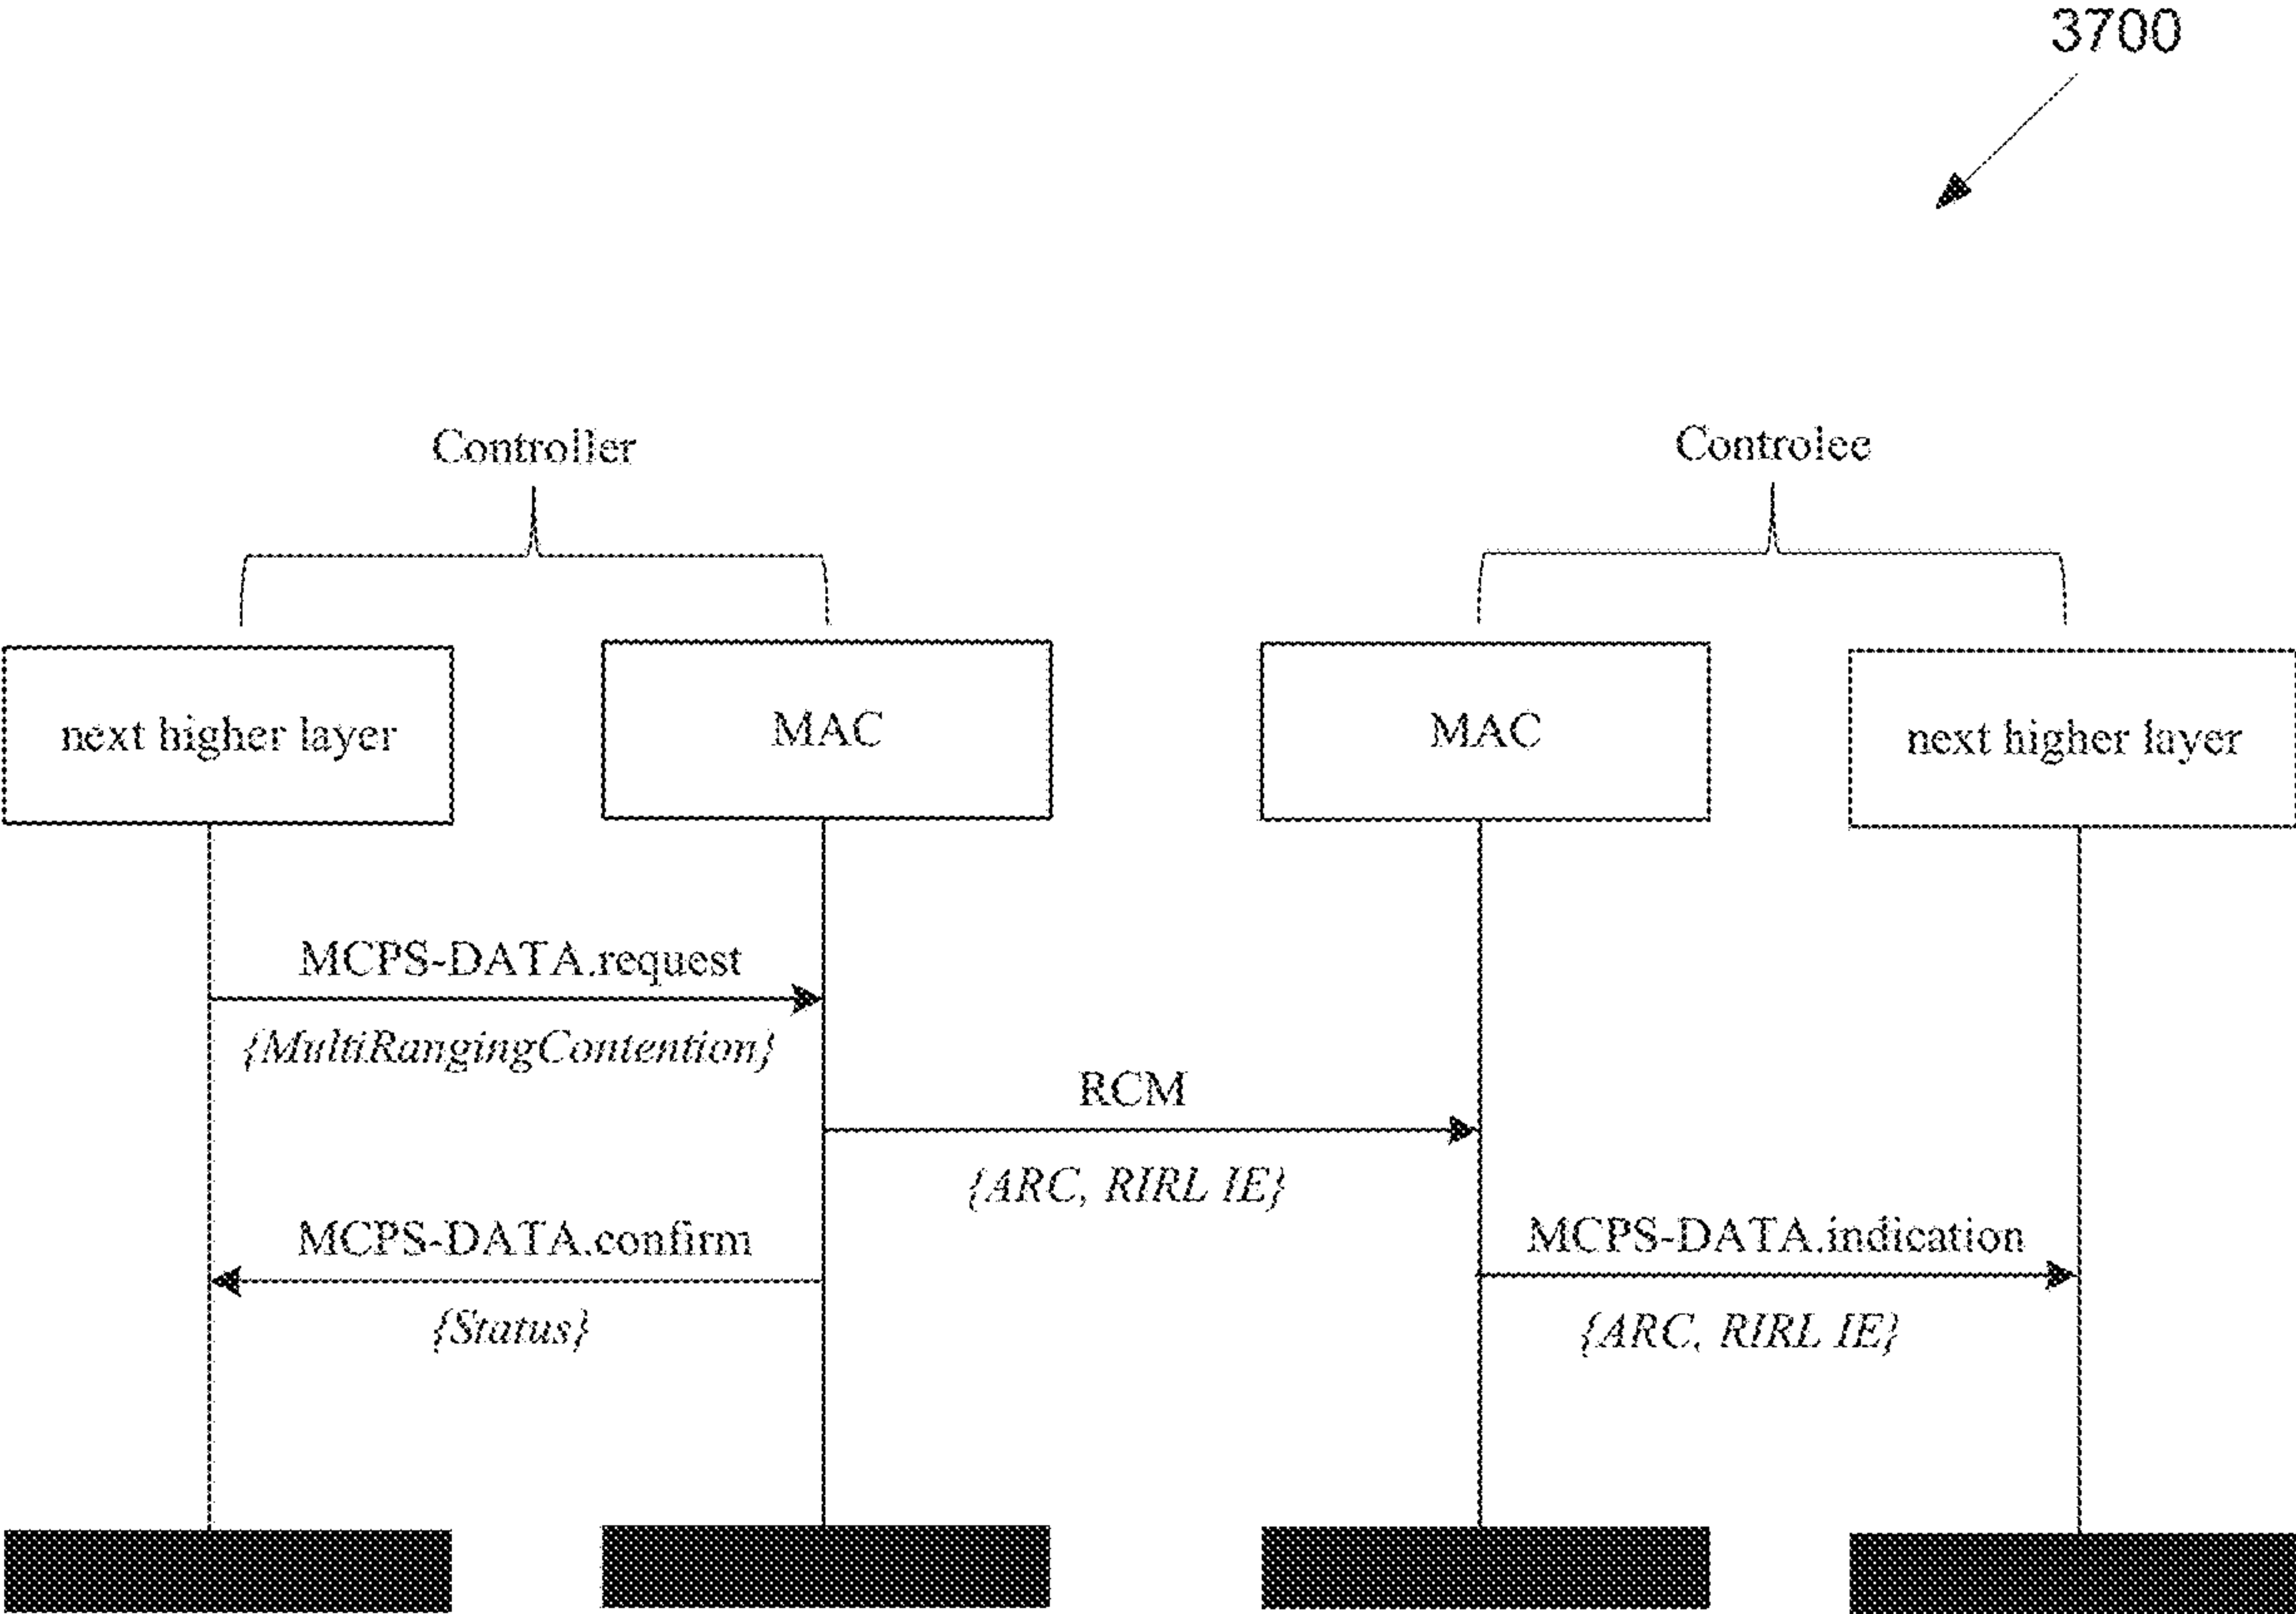 3700
Controller
Controlee
next higher layer
MAC
MAC
next higher layer
MCPS-DATA.request
{MultiRangingContention}
RCM
{ARC, RIRL IE}
MCPS-DATA.confirm
{Status}
MCPS-DATA.indication
{ARC, RIRL IE}